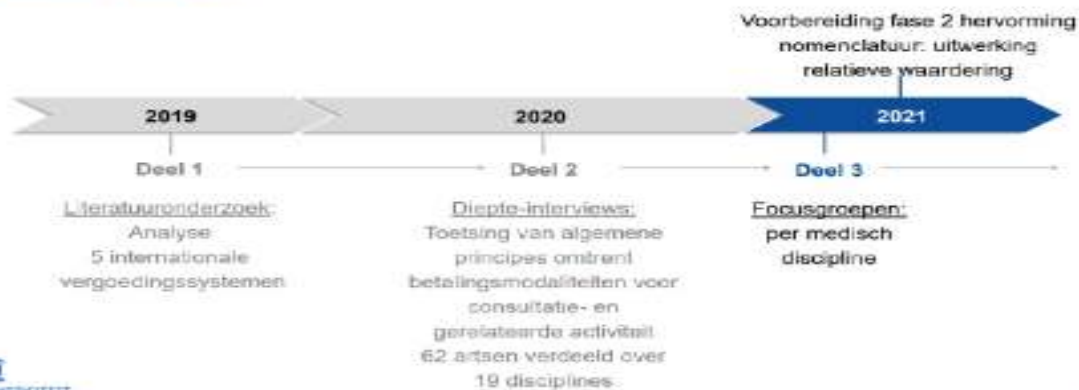 Voorbereiding fase 2 hervorming
nomenclatuur: uitwerking
relatieve waardering
2019
2020
2021
Deel 1
Deel 2
Deel 3
Literatuuronderzoek:
Analyse
5 internationale
vergoedingssystemen
Diepte-interviews:
Toetsing van algemene
principes omtrent
betalingsmodaliteiten voor
consultatie- en
gerelateerde activiteit
62 artsen verdeeld over
19 disciplines
Focusgroepen:
per medisch
discipline